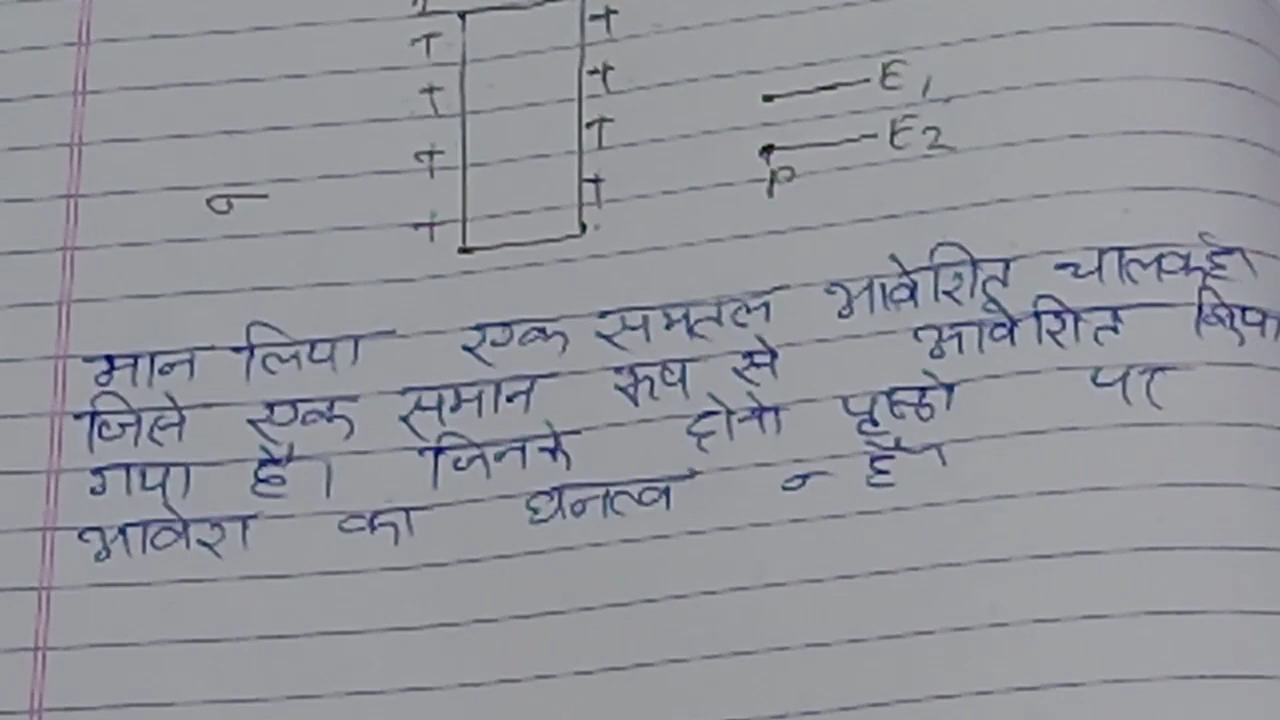 E1
E2
P
σ
मान लिया एक समतल आवेशित चालक है।
जिसे एक समान रूप से आवेशित किया
गया है। जिनके दोनो पृष्ठो पर
आवेश का घनत्व σ है।